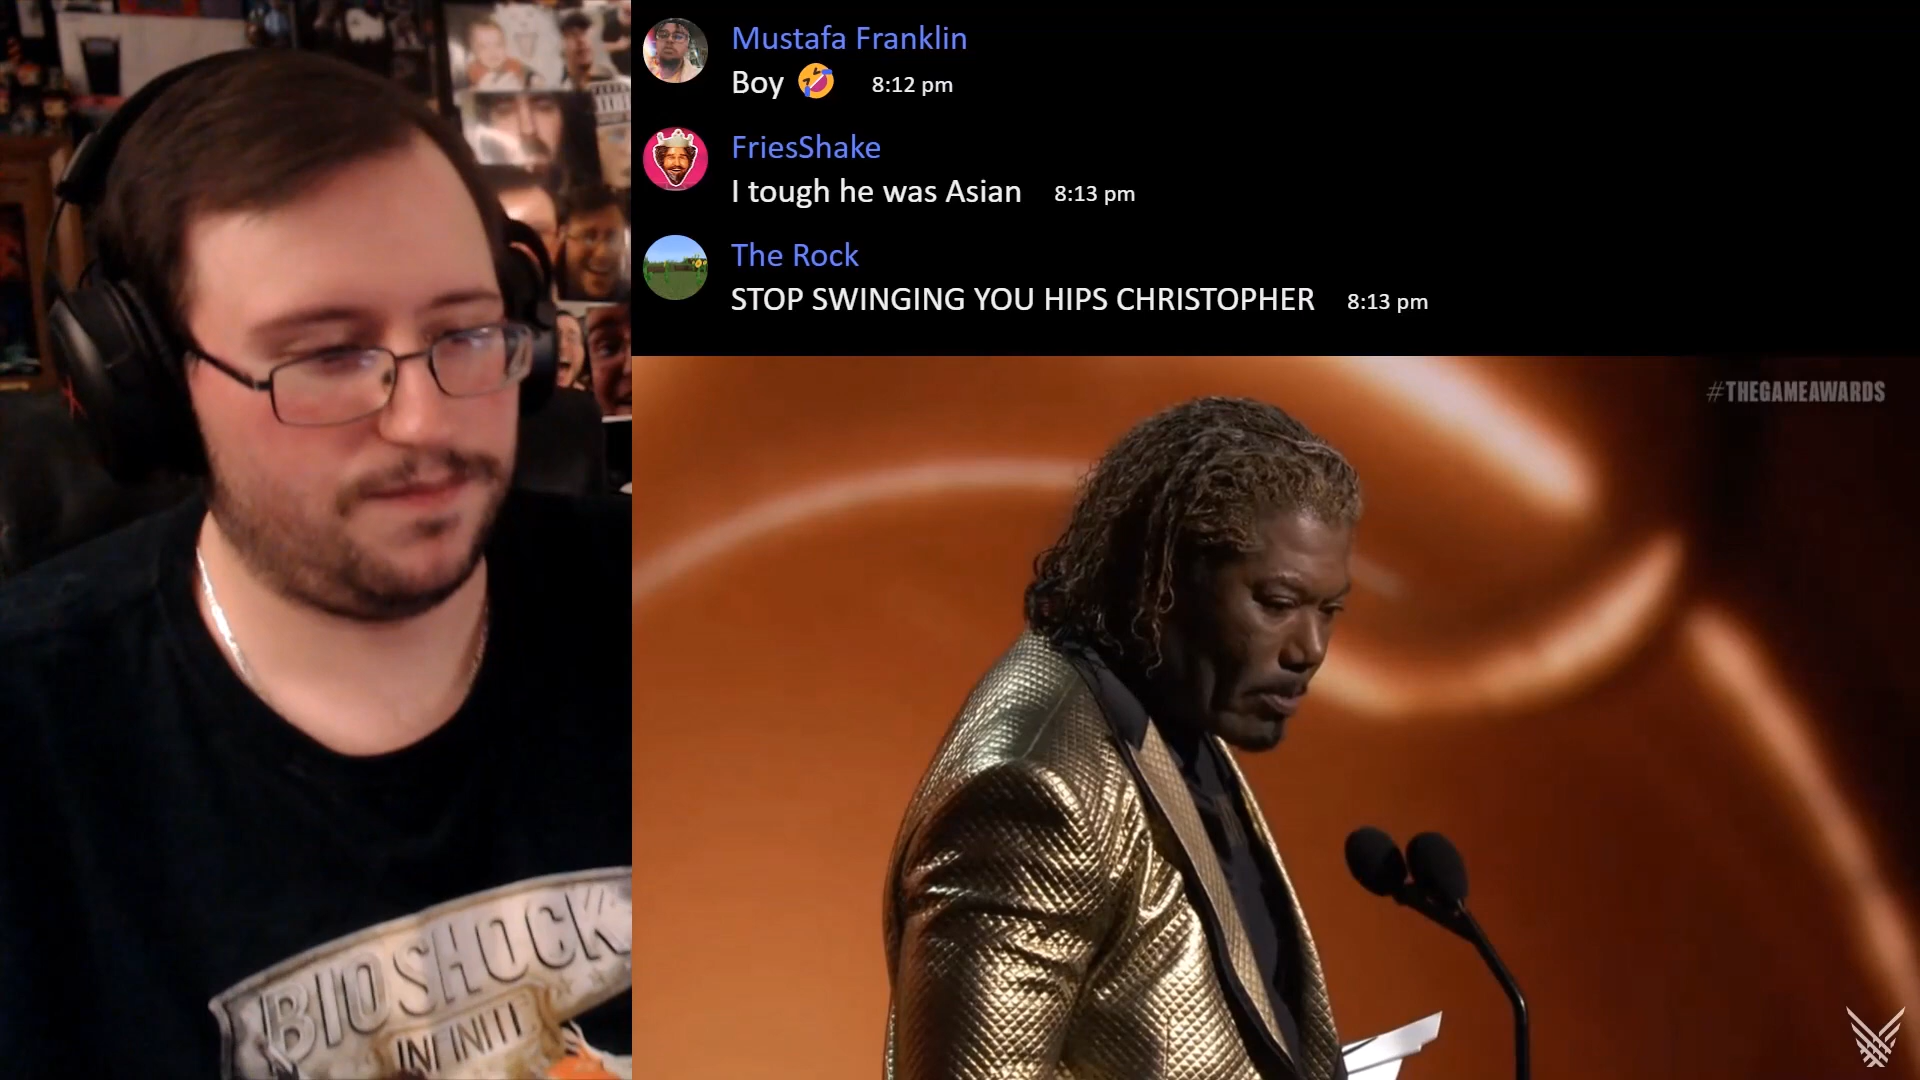 Mustafa Franklin
Boy 🤣 8:12 pm
FriesShake
I tough he was Asian 8:13 pm
The Rock
STOP SWINGING YOU HIPS CHRISTOPHER 8:13 pm
#THEGAMEAWARDS
BIOSHOCK
INFINITE